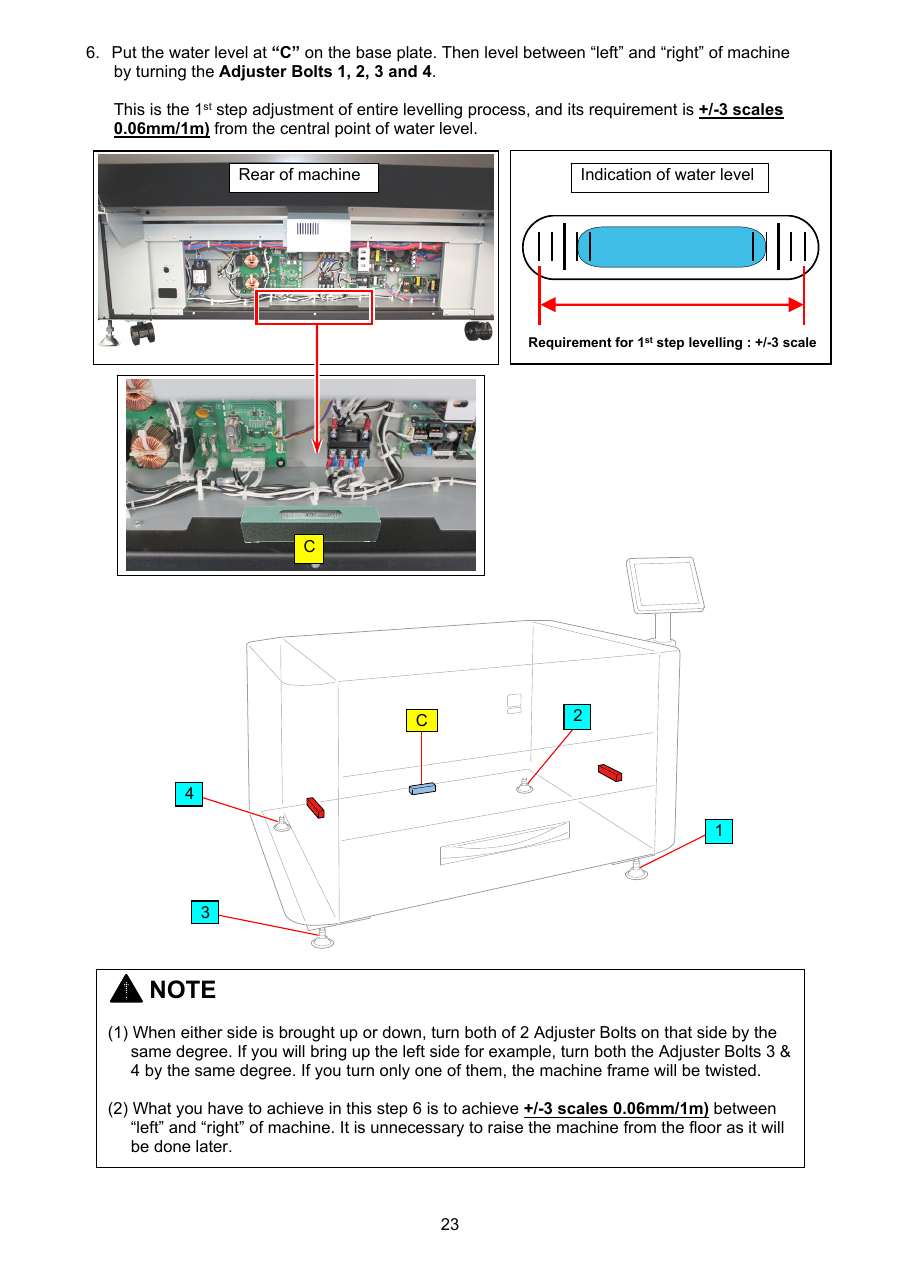 6. Put the water level at “C” on the base plate. Then level between “left” and “right” of machine
by turning the Adjuster Bolts 1, 2, 3 and 4.
This is the 1st step adjustment of entire levelling process, and its requirement is +/-3 scales
0.06mm/1m) from the central point of water level.
Rear of machine
Indication of water level
Requirement for 1st step levelling : +/-3 scale
C
C
2
4
1
3
NOTE
(1) When either side is brought up or down, turn both of 2 Adjuster Bolts on that side by the
same degree. If you will bring up the left side for example, turn both the Adjuster Bolts 3 &
4 by the same degree. If you turn only one of them, the machine frame will be twisted.
(2) What you have to achieve in this step 6 is to achieve +/-3 scales 0.06mm/1m) between
“left” and “right” of machine. It is unnecessary to raise the machine from the floor as it will
be done later.
23